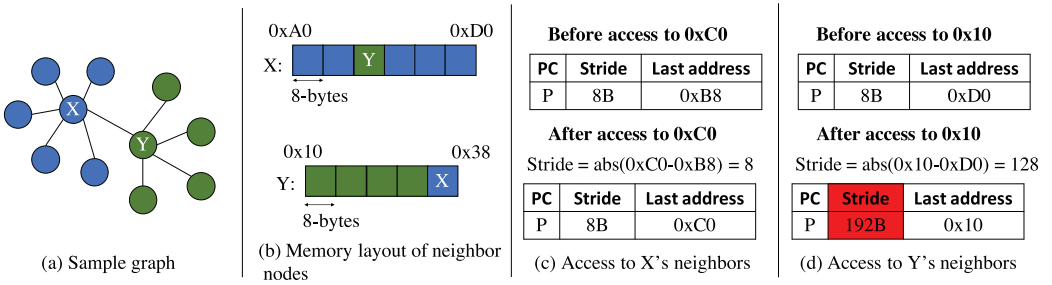 X
Y
(a) Sample graph
0xA0 0xD0
X: Y
8-bytes
0x10 0x38
Y: X
8-bytes
(b) Memory layout of neighbor
nodes
Before access to 0xC0
PC Stride Last address
P 8B 0xB8
After access to 0xC0
Stride = abs(0xC0-0xB8) = 8
PC Stride Last address
P 8B 0xC0
(c) Access to X's neighbors
Before access to 0x10
PC Stride Last address
P 8B 0xD0
After access to 0x10
Stride = abs(0x10-0xD0) = 128
PC Stride Last address
P 192B 0x10
(d) Access to Y's neighbors